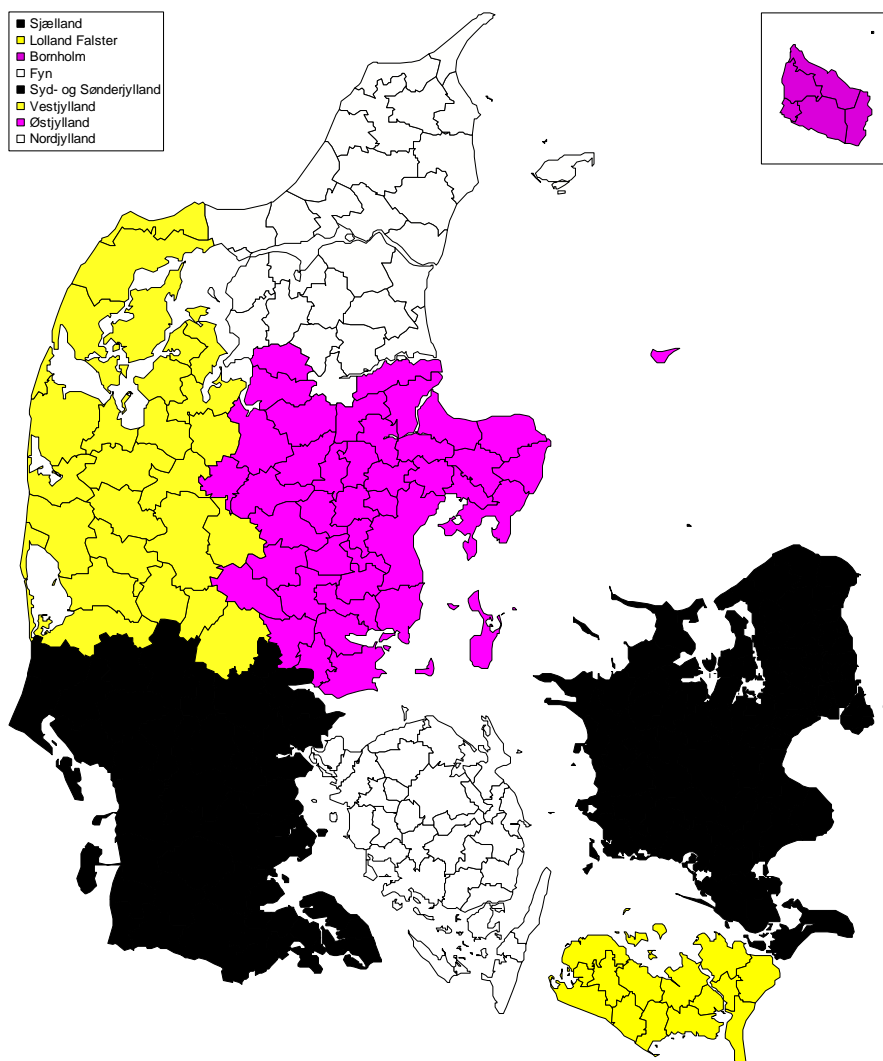 Sjælland
Lolland Falster
Bornholm
Fyn
Syd- og Sønderjylland
Vestjylland
Østjylland
Nordjylland